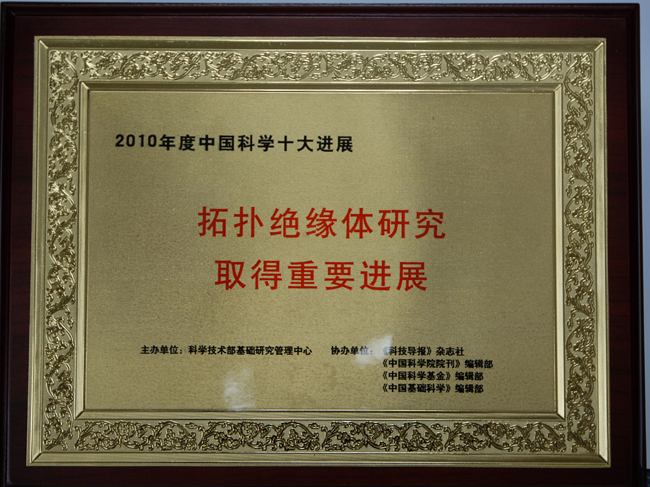 2010年度中国科学十大进展
拓扑绝缘体研究
取得重要进展
主办单位：科学技术部基础研究管理中心 协办单位：《科技导报》杂志社
《中国科学院院刊》编辑部
《中国科学基金》编辑部
《中国基础科学》编辑部